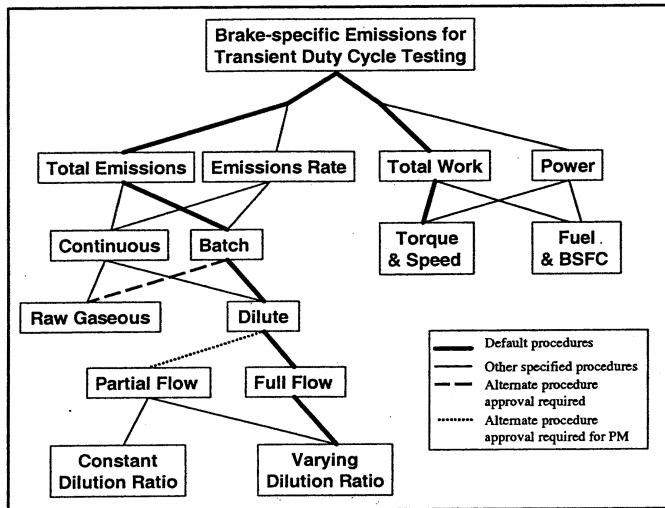 Brake-specific Emissions for
Transient Duty Cycle Testing
Total Emissions
Emissions Rate
Total Work
Power
Continuous
Batch
Torque
& Speed
Fuel
& BSFC
Raw Gaseous
Dilute
Partial Flow
Full Flow
Constant
Dilution Ratio
Varying
Dilution Ratio
Default procedures
Other specified procedures
Alternate procedure
approval required
Alternate procedure
approval required for PM